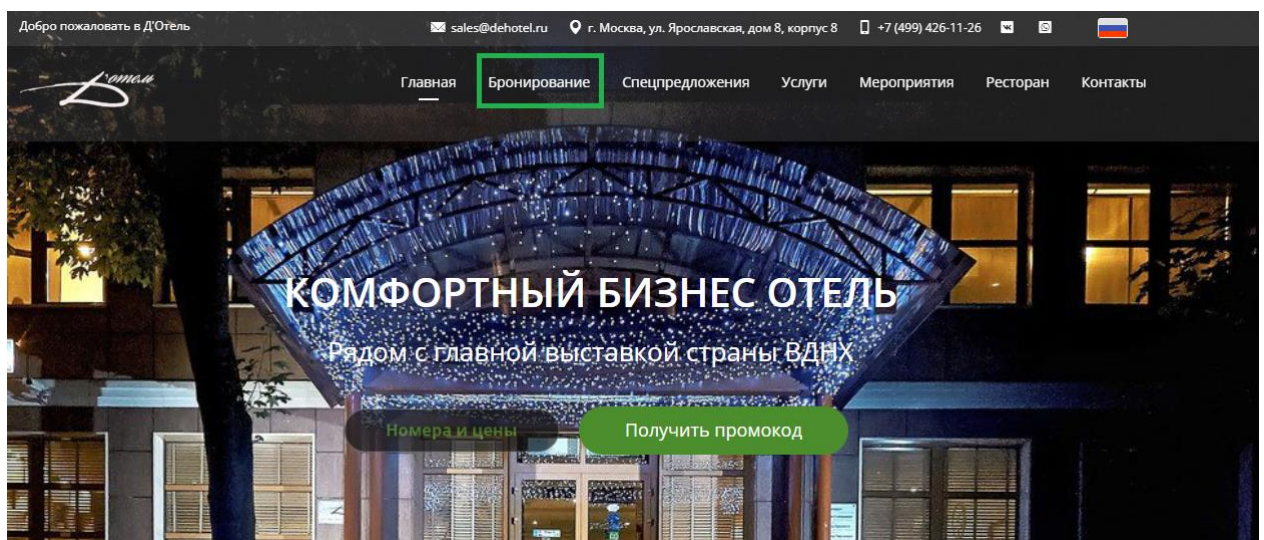 Добро пожаловать в Д'Отель
sales@dehotel.ru г. Москва, ул. Ярославская, дом 8, корпус 8 +7 (499) 426-11-26
Д'отель
Главная Бронирование Спецпредложения Услуги Мероприятия Ресторан Контакты
КОМФОРТНЫЙ БИЗНЕС ОТЕЛЬ
Рядом с главной выставкой страны ВДНХ
Номера и цены Получить промокод